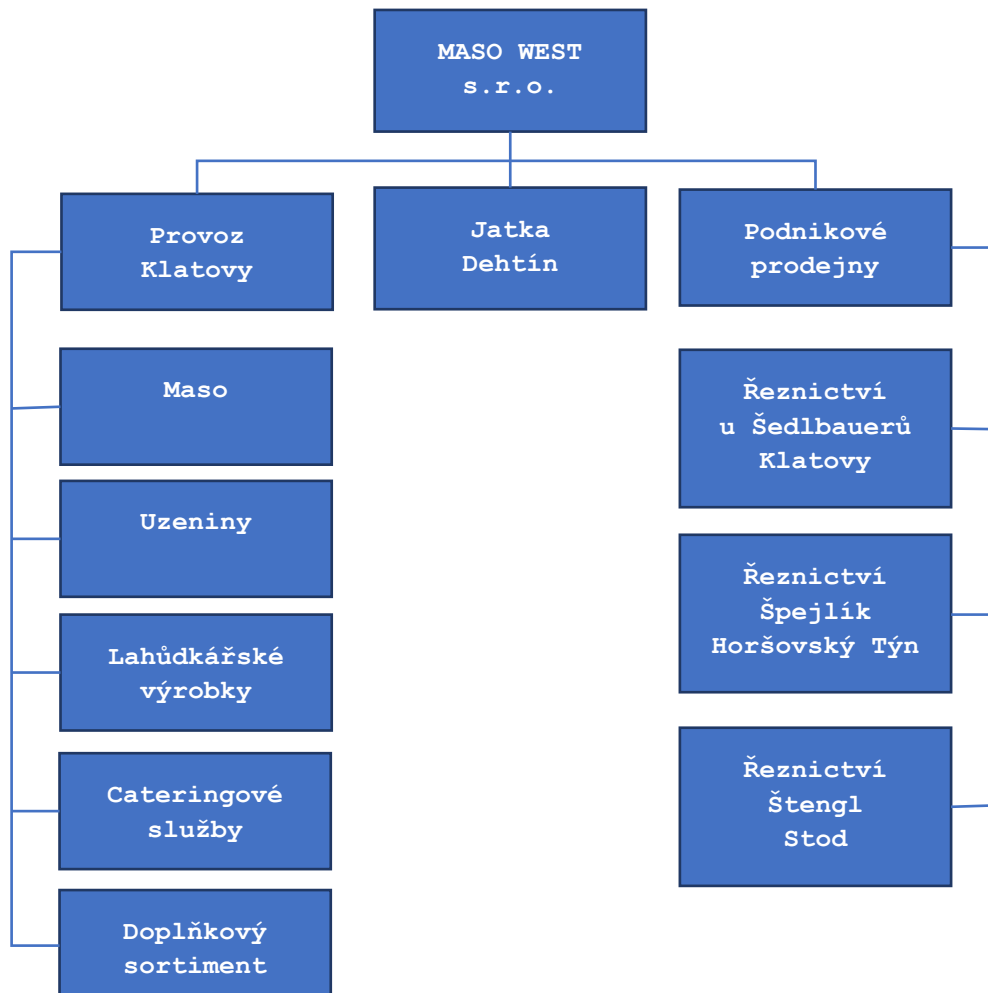 MASO WEST
s.r.o.
Provoz
Klatovy
Jatka
Dehtín
Podnikové
prodejny
Maso
Uzeniny
Lahůdkářské
výrobky
Cateringové
služby
Doplňkový
sortiment
Řeznictví
u Šedlbauerů
Klatovy
Řeznictví
Špejlík
Horšovský Týn
Řeznictví
Štengl
Stod